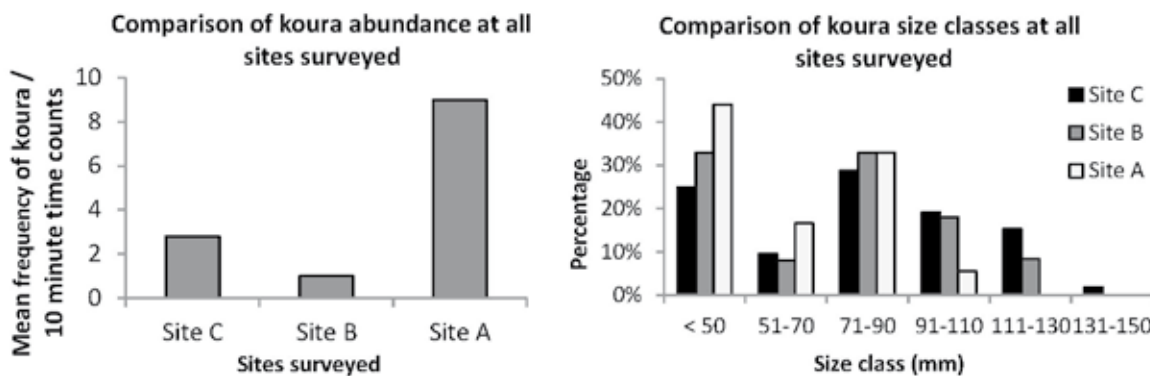 Comparison of koura abundance at all
sites surveyed
Mean frequency of koura /
10 minute time counts
10
8
6
4
2
0
Site C
Site B
Site A
Sites surveyed
Comparison of koura size classes at all
sites surveyed
Percentage
50%
40%
30%
20%
10%
0%
Site C
Site B
Site A
< 50
51-70
71-90
91-110
111-130
131-150
Size class (mm)